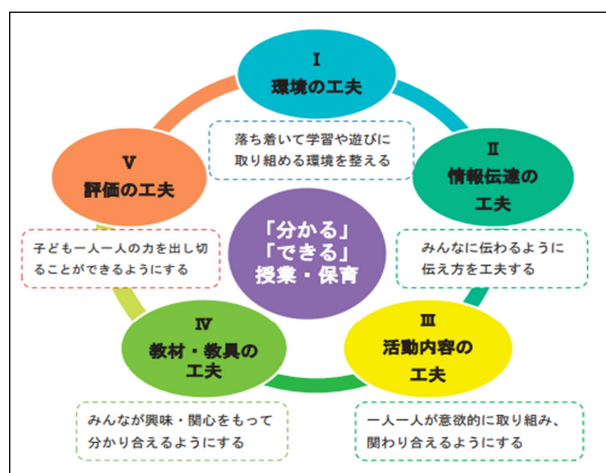 Ⅰ
環境の工夫
落ち着いて学習や遊びに
取り組める環境を整える
Ⅱ
情報伝達の
工夫
みんなに伝わるように
伝え方を工夫する
Ⅲ
活動内容の
工夫
一人一人が意欲的に取り組み、
関わり合えるようにする
Ⅳ
教材・教具の
工夫
みんなが興味・関心をもって
分かり合えるようにする
Ⅴ
評価の工夫
子ども一人一人の力を出し切
ることができるようにする
「分かる」
「できる」
授業・保育